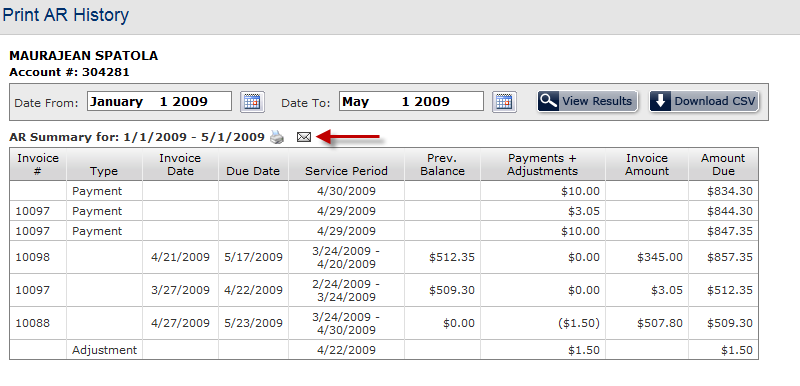 Print AR History
MAURAJEAN SPATOLA
Account #: 304281
Date From: January 1 2009 Date To: May 1 2009 View Results Download CSV
AR Summary for: 1/1/2009 - 5/1/2009
Invoice # Type Invoice Date Due Date Service Period Prev. Balance Payments + Adjustments Invoice Amount Amount Due
Payment 4/30/2009 $10.00 $834.30
10097 Payment 4/29/2009 $3.05 $844.30
10097 Payment 4/29/2009 $10.00 $847.35
10098 4/21/2009 5/17/2009 3/24/2009 - 4/20/2009 $512.35 $0.00 $345.00 $857.35
10097 3/27/2009 4/22/2009 2/24/2009 - 3/24/2009 $509.30 $0.00 $3.05 $512.35
10088 4/27/2009 5/23/2009 3/24/2009 - 4/30/2009 $0.00 ($1.50) $507.80 $509.30
Adjustment 4/22/2009 $1.50 $1.50